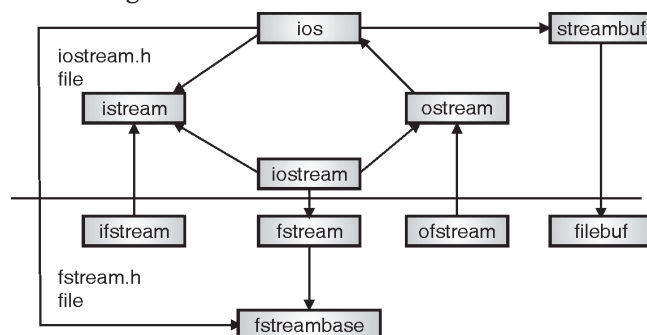 ios
streambuf
iostream.h
file
istream
ostream
iostream
ifstream
fstream
ofstream
filebuf
fstream.h
file
fstreambase